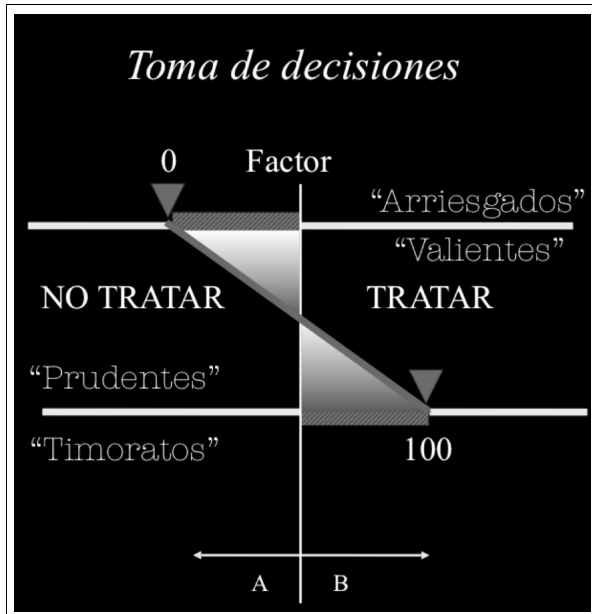 Toma de decisiones
0 Factor
“Arriesgados”
“Valientes”
NO TRATAR TRATAR
“Prudentes”
“Timoratos” 100
A B